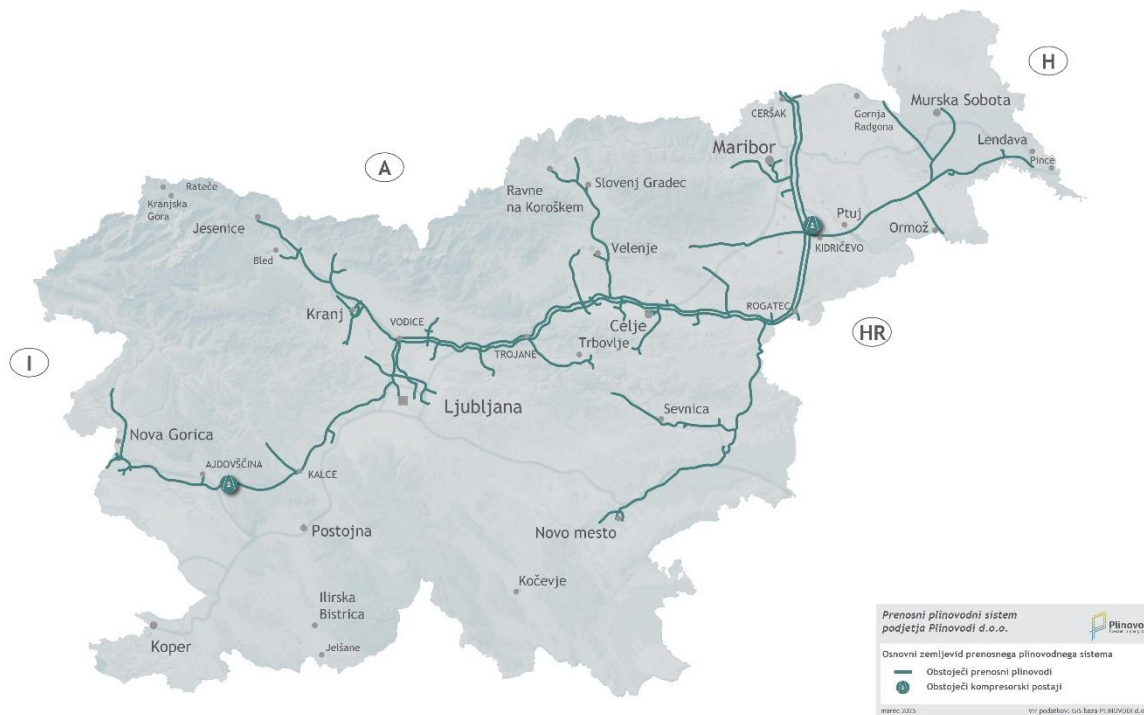 H
CERŠAK
Gornja
Radgona
Murska Sobota
Maribor
Lendava
Pince
A
Rateče
Kranjska
Gora
Ravne
na Koroškem
Slovenj Gradec
Jesenice
Ptuj
Ormož
KIDRIČEVO
Bled
Velenje
Kranj
VODICE
ROGATEC
Celje
HR
TROJANE
Trbovlje
I
Ljubljana
Sevnica
Nova Gorica
AJDOVŠČINA
KALCE
Postojna
Novo mesto
Kočevje
Ilirska
Bistrica
Koper
Jelšane
Prenosni plinovodni sistem
podjetja Plinovodi d.o.o.
Plinovo
Osnovni zemljevid prenosnega plinovodnega sistema
Obstoječi prenosni plinovodi
Obstoječi kompresorski postaji
marec 2025
Vir podatkov: GIS baza PLINOVODI d.o